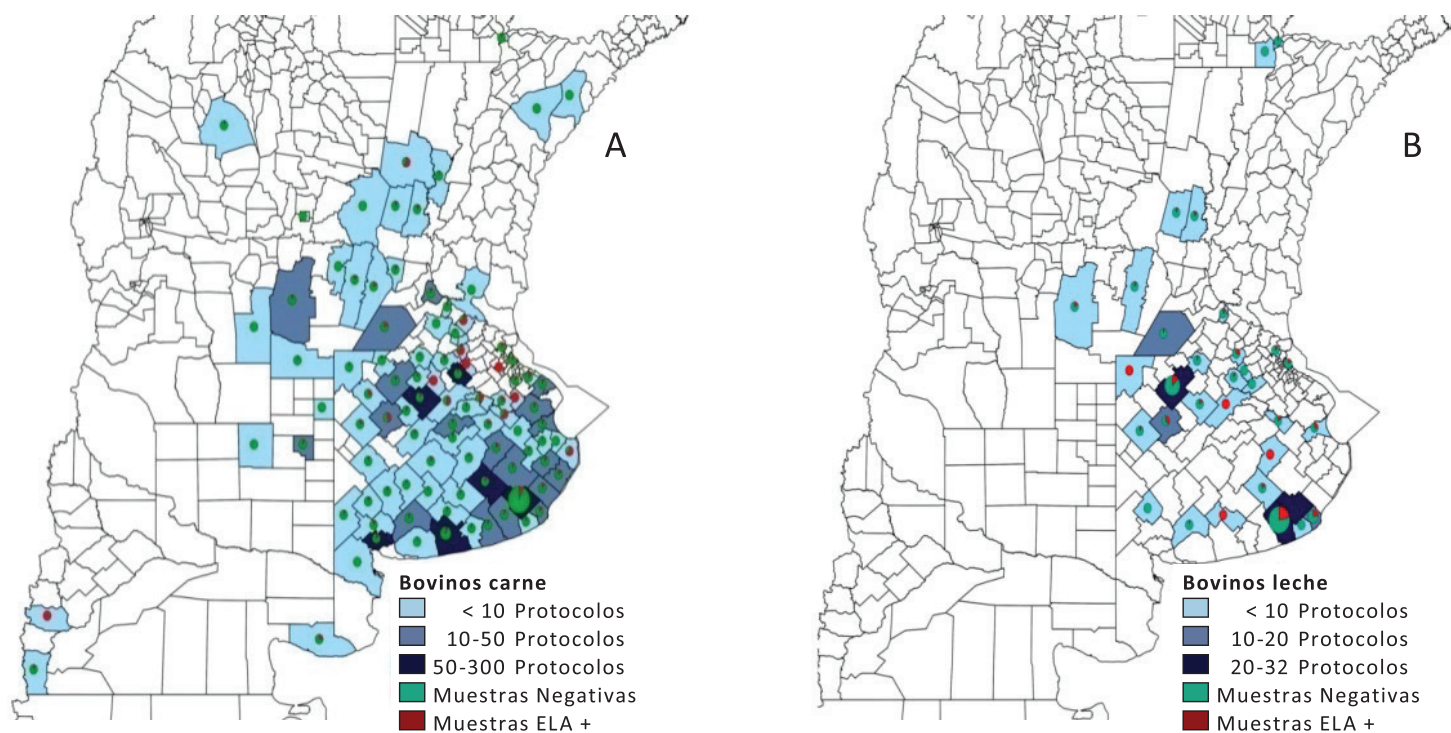 A
Bovinos carne
< 10 Protocolos
10-50 Protocolos
50-300 Protocolos
Muestras Negativas
Muestras ELA +
B
Bovinos leche
< 10 Protocolos
10-20 Protocolos
20-32 Protocolos
Muestras Negativas
Muestras ELA +